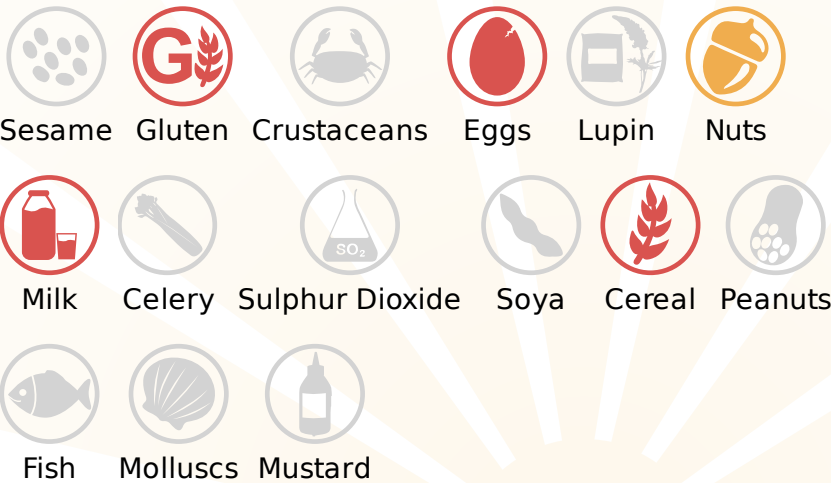 G
Sesame Gluten Crustaceans Eggs Lupin Nuts
SO₂
Milk Celery Sulphur Dioxide Soya Cereal Peanuts
Fish Molluscs Mustard